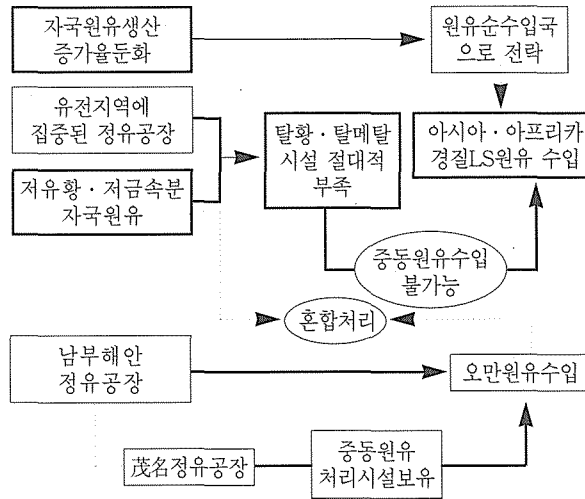 자국원유생산
증가율둔화
원유순수입국
으로 전락
유전지역에
집중된 정유공장
탈황·탈메탈
시설 절대적
부족
아시아·아프리카
경질LS원유 수입
저유황·저금속분
자국원유
중동원유수입
불가능
혼합처리
남부해안
정유공장
오만원유수입
茂名정유공장
중동원유
처리시설보유